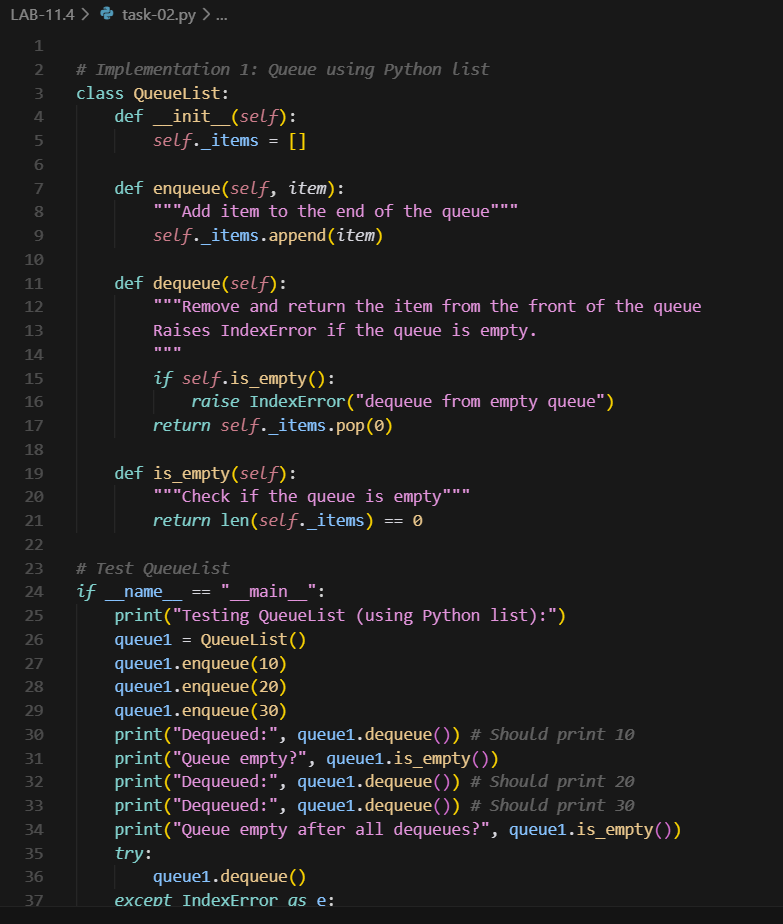 LAB-11.4 > task-02.py > ...
1
2 # Implementation 1: Queue using Python list
3 class QueueList:
4     def __init__(self):
5         self._items = []
6
7     def enqueue(self, item):
8         """Add item to the end of the queue"""
9         self._items.append(item)
10
11     def dequeue(self):
12         """Remove and return the item from the front of the queue
13         Raises IndexError if the queue is empty.
14         """
15         if self.is_empty():
16             raise IndexError("dequeue from empty queue")
17         return self._items.pop(0)
18
19     def is_empty(self):
20         """Check if the queue is empty"""
21         return len(self._items) == 0
22
23 # Test QueueList
24 if __name__ == "__main__":
25     print("Testing QueueList (using Python list):")
26     queue1 = QueueList()
27     queue1.enqueue(10)
28     queue1.enqueue(20)
29     queue1.enqueue(30)
30     print("Dequeued:", queue1.dequeue()) # Should print 10
31     print("Queue empty?", queue1.is_empty())
32     print("Dequeued:", queue1.dequeue()) # Should print 20
33     print("Dequeued:", queue1.dequeue()) # Should print 30
34     print("Queue empty after all dequeues?", queue1.is_empty())
35     try:
36         queue1.dequeue()
37     except IndexError as e: